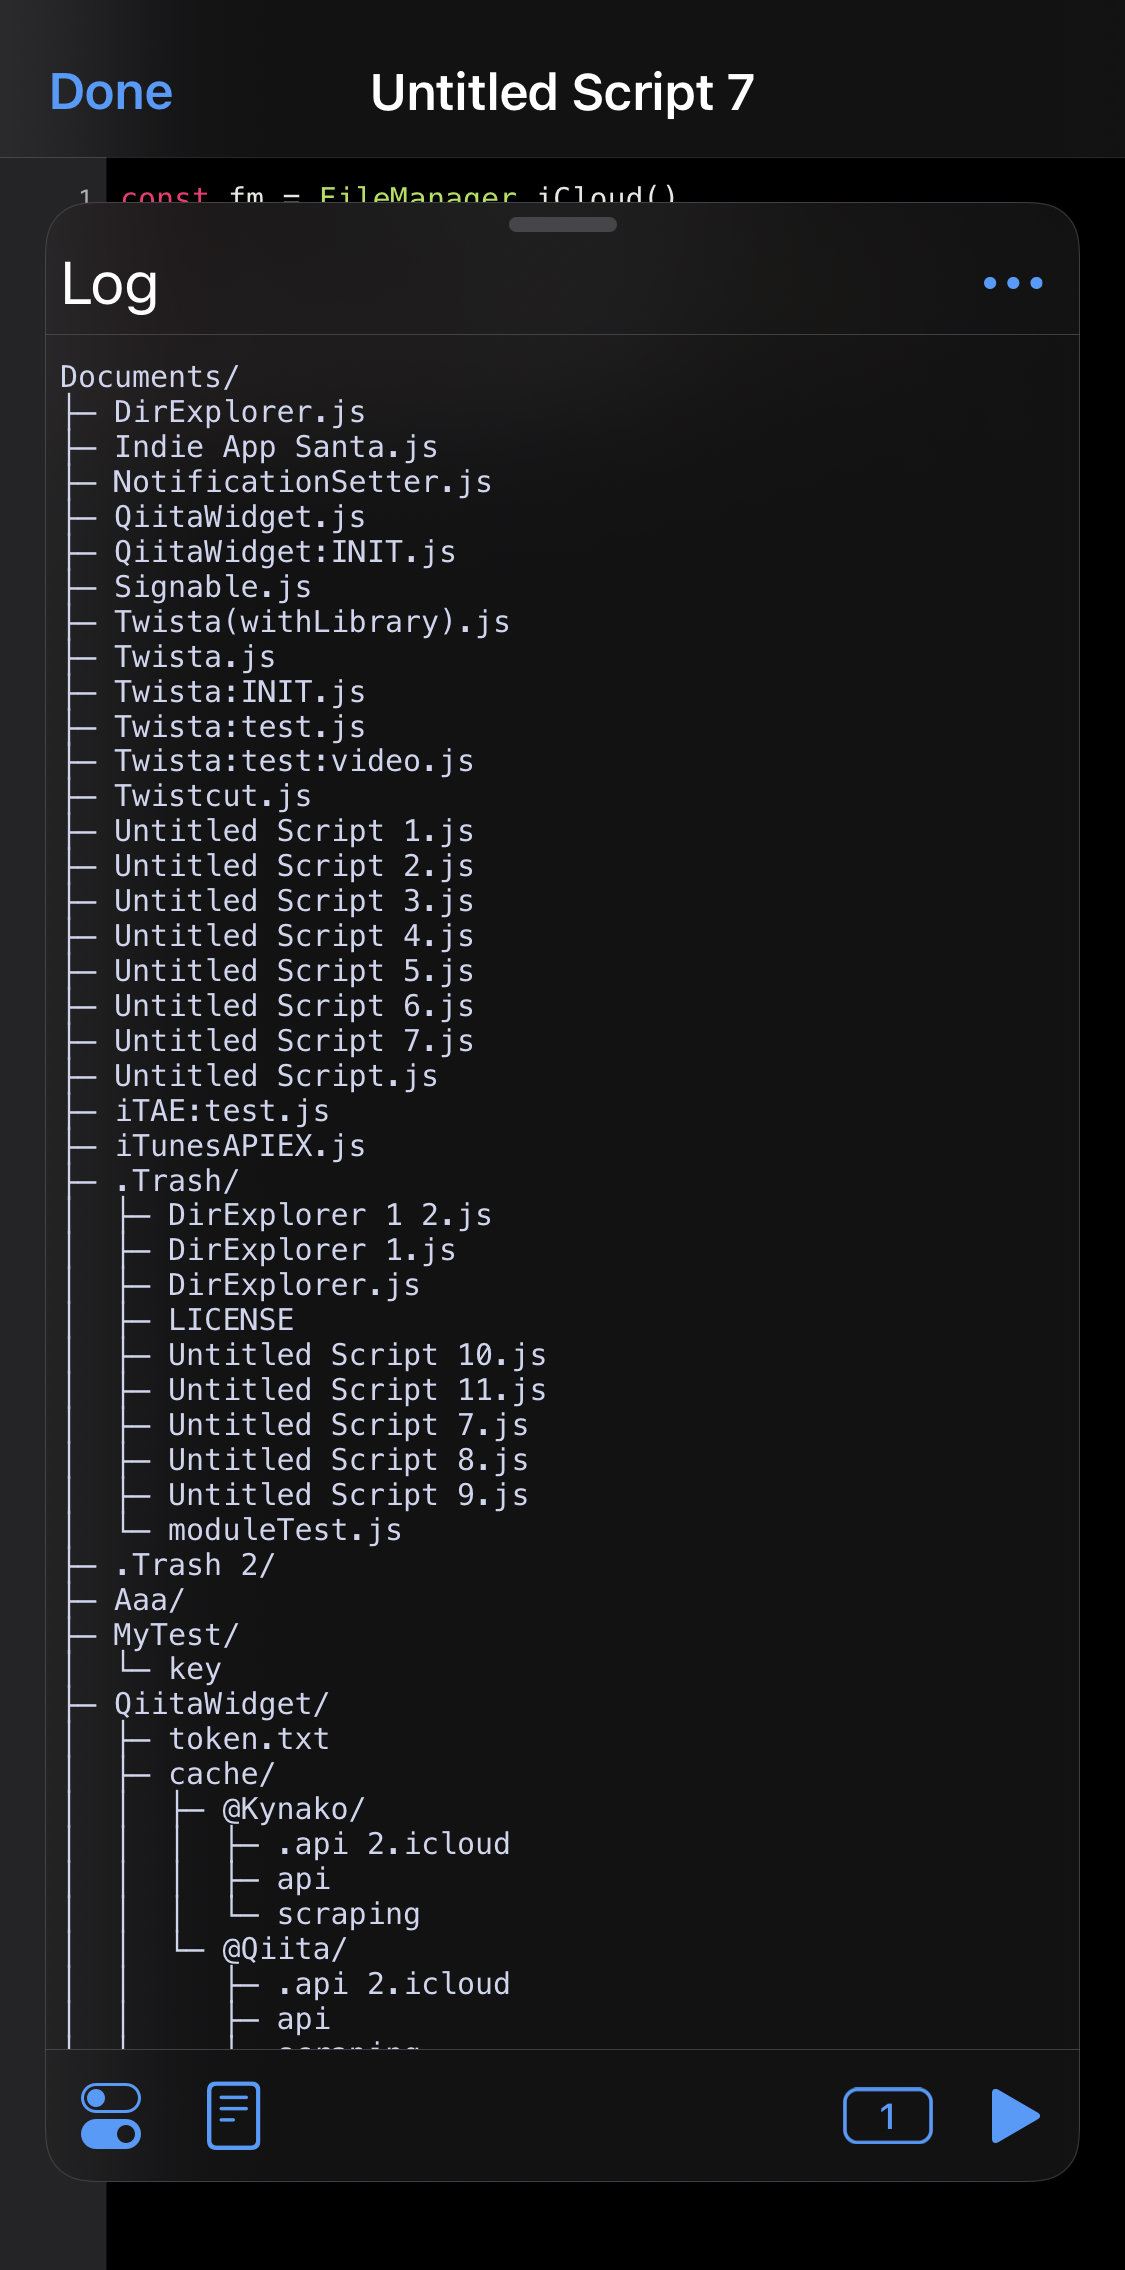 Done
Untitled Script 7
1 const fm = FileManager.iCloud()
Log
Documents/
├─ DirExplorer.js
├─ Indie App Santa.js
├─ NotificationSetter.js
├─ QiitaWidget.js
├─ QiitaWidget:INIT.js
├─ Signable.js
├─ Twista(withLibrary).js
├─ Twista.js
├─ Twista:INIT.js
├─ Twista:test.js
├─ Twista:test:video.js
├─ Twistcut.js
├─ Untitled Script 1.js
├─ Untitled Script 2.js
├─ Untitled Script 3.js
├─ Untitled Script 4.js
├─ Untitled Script 5.js
├─ Untitled Script 6.js
├─ Untitled Script 7.js
├─ Untitled Script.js
├─ iTAE:test.js
├─ iTunesAPIEX.js
├─ .Trash/
│  ├─ DirExplorer 1 2.js
│  ├─ DirExplorer 1.js
│  ├─ DirExplorer.js
│  ├─ LICENSE
│  ├─ Untitled Script 10.js
│  ├─ Untitled Script 11.js
│  ├─ Untitled Script 7.js
│  ├─ Untitled Script 8.js
│  ├─ Untitled Script 9.js
│  └─ moduleTest.js
├─ .Trash 2/
├─ Aaa/
├─ MyTest/
│  └─ key
├─ QiitaWidget/
│  ├─ token.txt
│  ├─ cache/
│  │  ├─ @Kynako/
│  │  │  ├─ .api 2.icloud
│  │  │  ├─ api
│  │  │  └─ scraping
│  │  └─ @Qiita/
│  │     ├─ .api 2.icloud
│  │     ├─ api
1